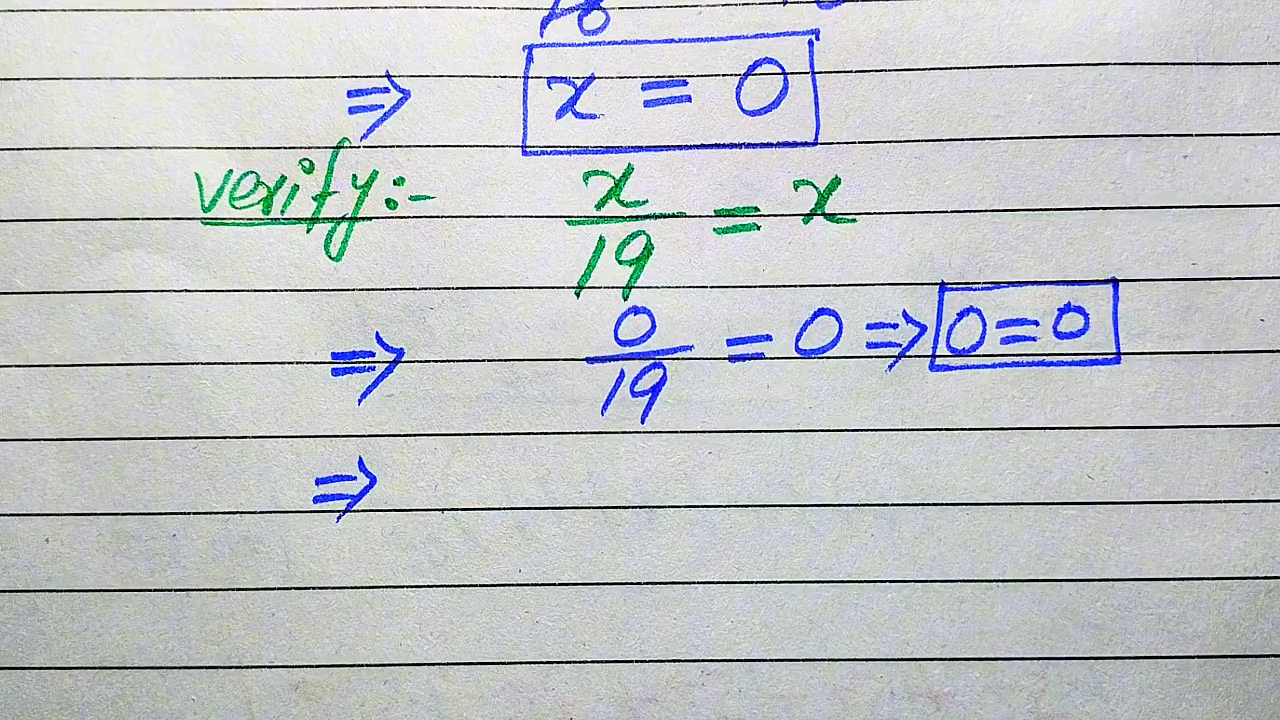 ⇒ x = 0
verify:- x/19 = x
⇒ 0/19 = 0 ⇒ 0=0
⇒